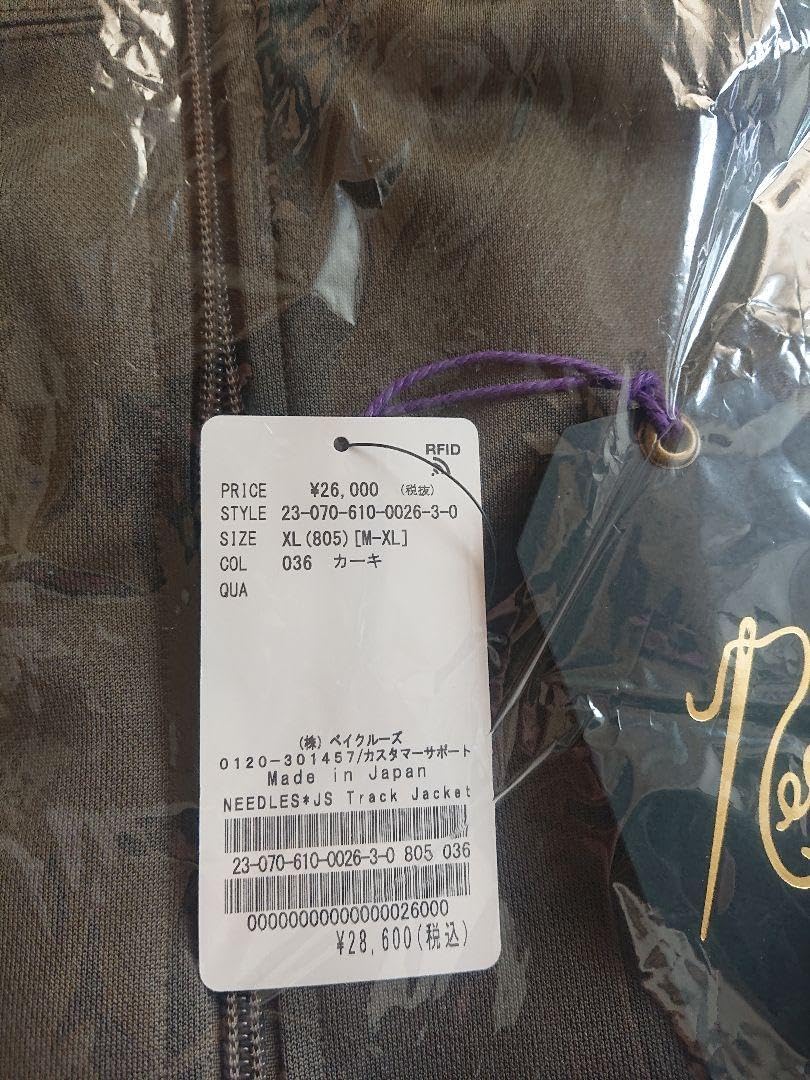 RFID
PRICE ¥26,000 (税抜)
STYLE 23-070-610-0026-3-0
SIZE XL(805)[M-XL]
COL 036 カーキ
QUA
(株) ベイクルーズ
0120-301457/カスタマーサポート
Made in Japan
NEEDLES*JS Track Jacket
23-070-610-0026-3-0 805 036
00000000000000026000
¥28,600(税込)